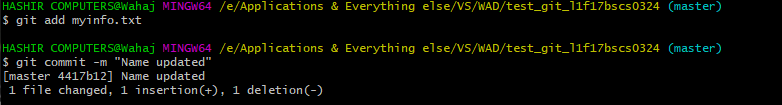 HASHIR COMPUTERS@Wahaj MINGW64 /e/Applications & Everything else/VS/WAD/test_git_l1f17bscs0324 (master)
$ git add myinfo.txt
HASHIR COMPUTERS@Wahaj MINGW64 /e/Applications & Everything else/VS/WAD/test_git_l1f17bscs0324 (master)
$ git commit -m "Name updated"
[master 4417b12] Name updated
 1 file changed, 1 insertion(+), 1 deletion(-)